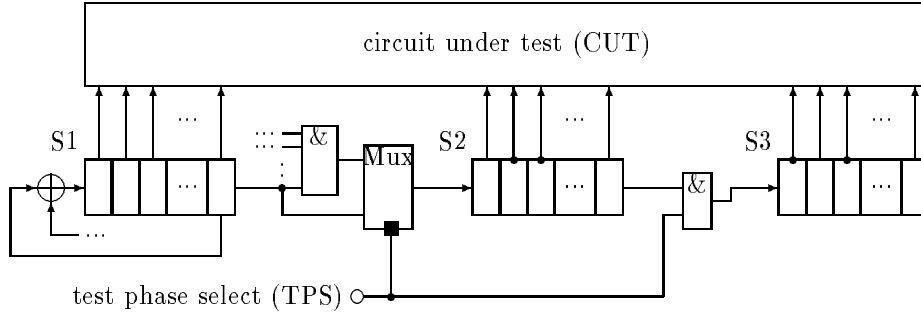 circuit under test (CUT)
... ... ...
S1 ... & Mux S2 S3
...
... ... & ...
...
test phase select (TPS)